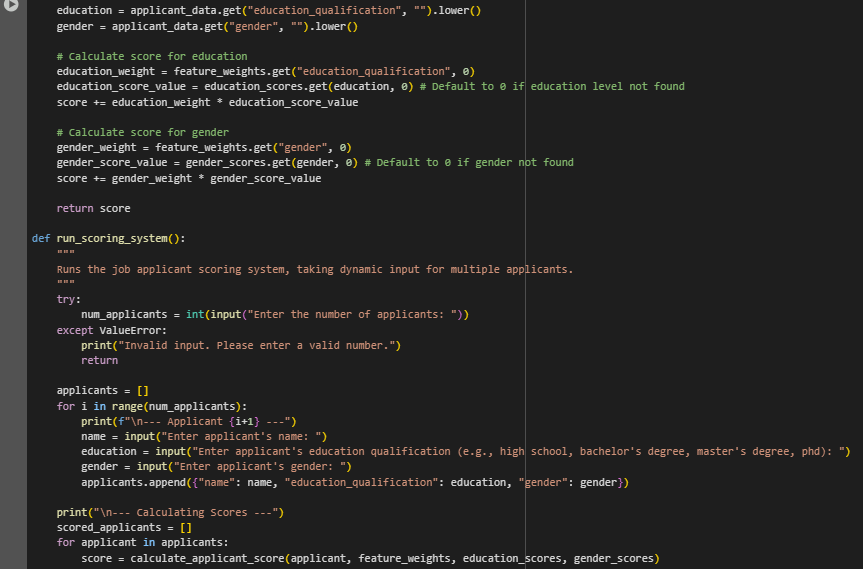 education = applicant_data.get("education_qualification", "").lower()
    gender = applicant_data.get("gender", "").lower()

    # Calculate score for education
    education_weight = feature_weights.get("education_qualification", 0)
    education_score_value = education_scores.get(education, 0) # Default to 0 if education level not found
    score += education_weight * education_score_value

    # Calculate score for gender
    gender_weight = feature_weights.get("gender", 0)
    gender_score_value = gender_scores.get(gender, 0) # Default to 0 if gender not found
    score += gender_weight * gender_score_value

    return score

def run_scoring_system():
    """
    Runs the job applicant scoring system, taking dynamic input for multiple applicants.
    """
    try:
        num_applicants = int(input("Enter the number of applicants: "))
    except ValueError:
        print("Invalid input. Please enter a valid number.")
        return

    applicants = []
    for i in range(num_applicants):
        print(f"\n--- Applicant {i+1} ---")
        name = input("Enter applicant's name: ")
        education = input("Enter applicant's education qualification (e.g., high school, bachelor's degree, master's degree, phd): ")
        gender = input("Enter applicant's gender: ")
        applicants.append({"name": name, "education_qualification": education, "gender": gender})

    print("\n--- Calculating Scores ---")
    scored_applicants = []
    for applicant in applicants:
        score = calculate_applicant_score(applicant, feature_weights, education_scores, gender_scores)